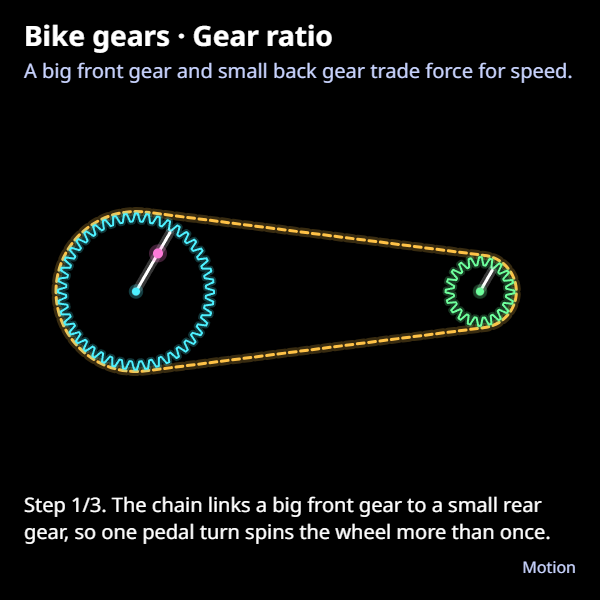 Bike gears · Gear ratio
A big front gear and small back gear trade force for speed.
Step 1/3. The chain links a big front gear to a small rear
gear, so one pedal turn spins the wheel more than once.
Motion